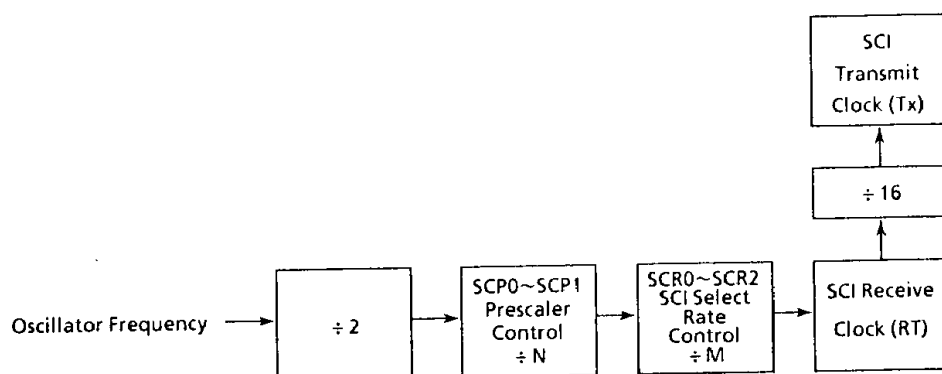 SCI
Transmit
Clock (Tx)
÷ 16
Oscillator Frequency
÷ 2
SCP0~SCP1
Prescaler
Control
÷ N
SCR0~SCR2
SCI Select
Rate
Control
÷ M
SCI Receive
Clock (RT)